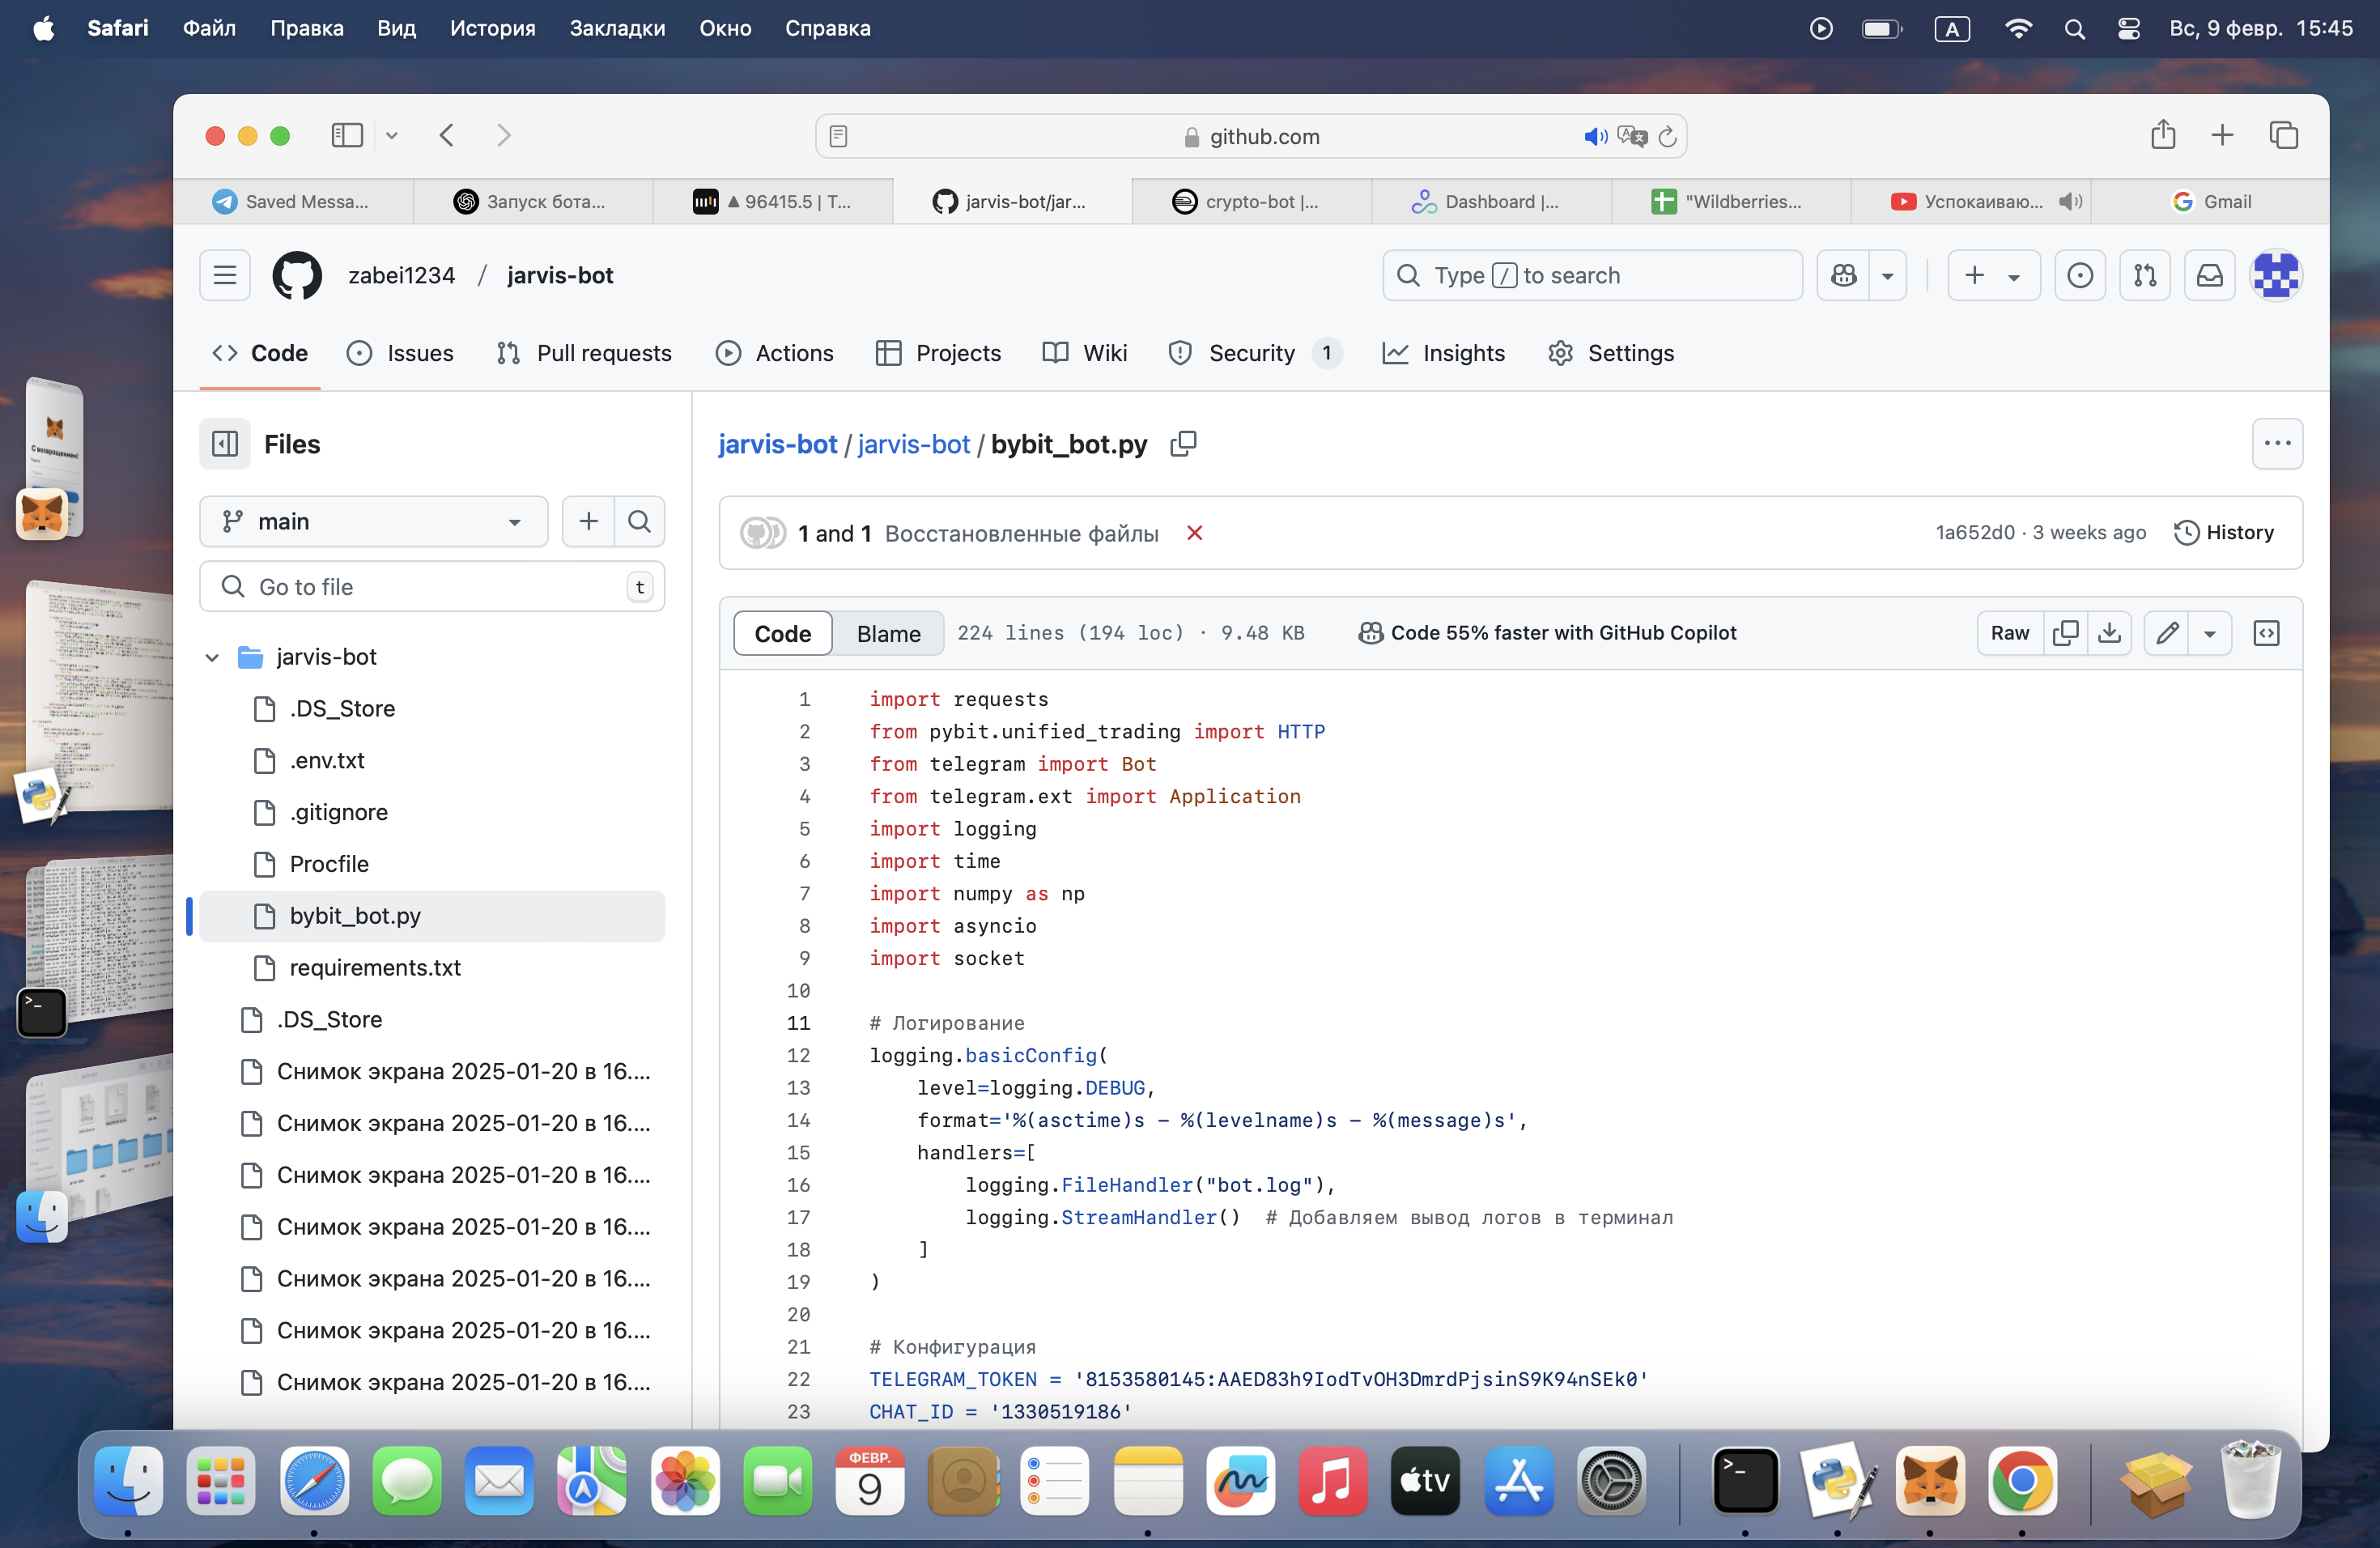 Safari Файл Правка Вид История Закладки Окно Справка A Вс, 9 февр. 15:45
github.com
Saved Messa...
Запуск бота...
▲ 96415.5 | T...
jarvis-bot/jar...
crypto-bot |...
Dashboard |...
"Wildberries...
Успокаиваю...
Gmail
zabei1234 / jarvis-bot
Type / to search
Code Issues Pull requests Actions Projects Wiki Security 1 Insights Settings
Files
main
Go to file t
jarvis-bot
.DS_Store
.env.txt
.gitignore
Procfile
bybit_bot.py
requirements.txt
.DS_Store
Снимок экрана 2025-01-20 в 16....
Снимок экрана 2025-01-20 в 16....
Снимок экрана 2025-01-20 в 16....
Снимок экрана 2025-01-20 в 16....
Снимок экрана 2025-01-20 в 16....
Снимок экрана 2025-01-20 в 16....
Снимок экрана 2025-01-20 в 16....
jarvis-bot / jarvis-bot / bybit_bot.py
1 and 1 Восстановленные файлы 1a652d0 · 3 weeks ago History
Code Blame 224 lines (194 loc) · 9.48 KB Code 55% faster with GitHub Copilot Raw
1 import requests
2 from pybit.unified_trading import HTTP
3 from telegram import Bot
4 from telegram.ext import Application
5 import logging
6 import time
7 import numpy as np
8 import asyncio
9 import socket
10
11 # Логирование
12 logging.basicConfig(
13 level=logging.DEBUG,
14 format='%(asctime)s - %(levelname)s - %(message)s',
15 handlers=[
16 logging.FileHandler("bot.log"),
17 logging.StreamHandler() # Добавляем вывод логов в терминал
18 ]
19 )
20
21 # Конфигурация
22 TELEGRAM_TOKEN = '8153580145:AAED83h9IodTvOH3DmrdPjsinS9K94nSEk0'
23 CHAT_ID = '1330519186'
С возвращением!
ФЕВР.
9
tv